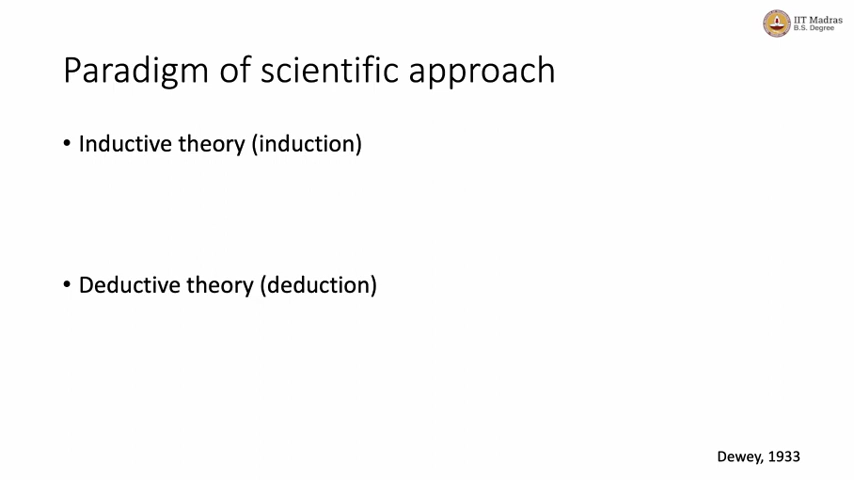 IIT Madras
B.S. Degree
Paradigm of scientific approach
• Inductive theory (induction)
• Deductive theory (deduction)
Dewey, 1933